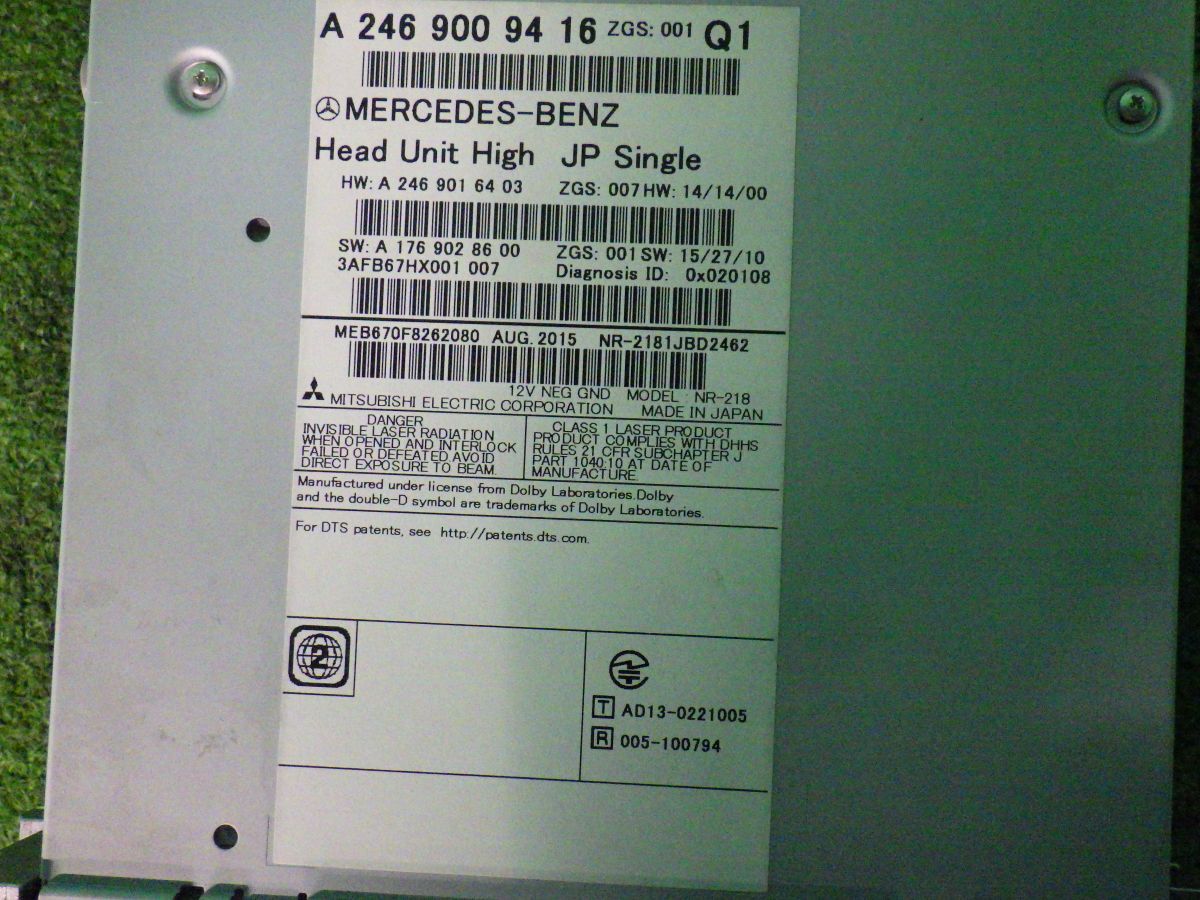 A 246 900 94 16 ZGS: 001 Q1
MERCEDES-BENZ
Head Unit High JP Single
HW: A 246 901 64 03 ZGS: 007 HW: 14/14/00
SW: A 176 902 86 00 ZGS: 001 SW: 15/27/10
3AFB67HX001 007 Diagnosis ID: 0x020108
MEB670F8262080 AUG. 2015 NR-2181JBD2462
12V NEG GND MODEL : NR-218
MITSUBISHI ELECTRIC CORPORATION MADE IN JAPAN
DANGER
INVISIBLE LASER RADIATION
WHEN OPENED AND INTERLOCK
FAILED OR DEFEATED.AVOID
DIRECT EXPOSURE TO BEAM.
CLASS 1 LASER PRODUCT
PRODUCT COMPLIES WITH DHHS
RULES 21 CFR SUBCHAPTER J
PART 1040.10 AT DATE OF
MANUFACTURE.
Manufactured under license from Dolby Laboratories.Dolby
and the double-D symbol are trademarks of Dolby Laboratories.
For DTS patents, see http://patents.dts.com.
2
T AD13-0221005
R 005-100794